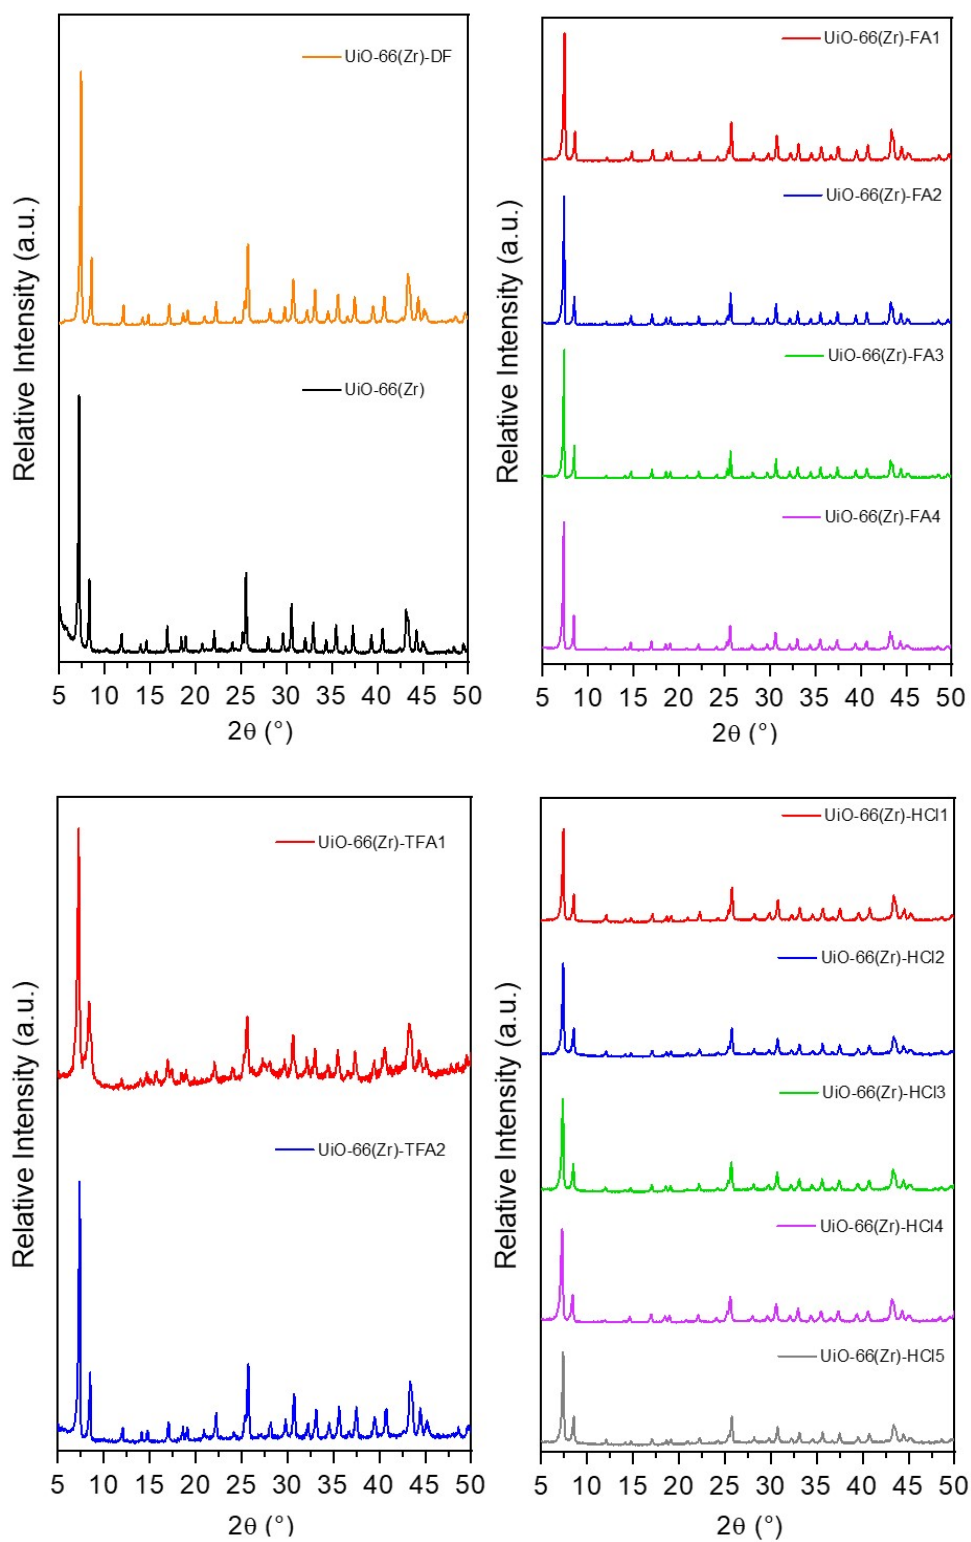 Relative Intensity (a.u.)
UiO-66(Zr)-DF
UiO-66(Zr)
5 10 15 20 25 30 35 40 45 50
2θ (°)
Relative Intensity (a.u.)
UiO-66(Zr)-FA1
UiO-66(Zr)-FA2
UiO-66(Zr)-FA3
UiO-66(Zr)-FA4
5 10 15 20 25 30 35 40 45 50
2θ (°)
Relative Intensity (a.u.)
UiO-66(Zr)-TFA1
UiO-66(Zr)-TFA2
5 10 15 20 25 30 35 40 45 50
2θ (°)
Relative Intensity (a.u.)
UiO-66(Zr)-HCl1
UiO-66(Zr)-HCl2
UiO-66(Zr)-HCl3
UiO-66(Zr)-HCl4
UiO-66(Zr)-HCl5
5 10 15 20 25 30 35 40 45 50
2θ (°)